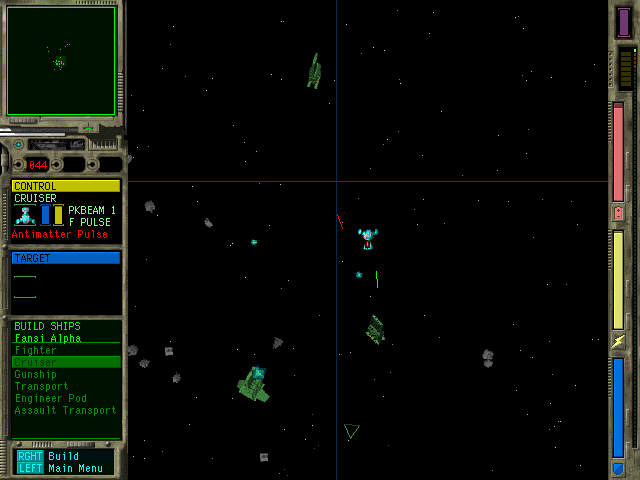 044
CONTROL
CRUISER
PKBEAM 1
F PULSE
Antimatter Pulse
TARGET
BUILD SHIPS
Fansi Alpha
Fighter
Cruiser
Gunship
Transport
Engineer Pod
Assault Transport
RGHT Build
LEFT Main Menu